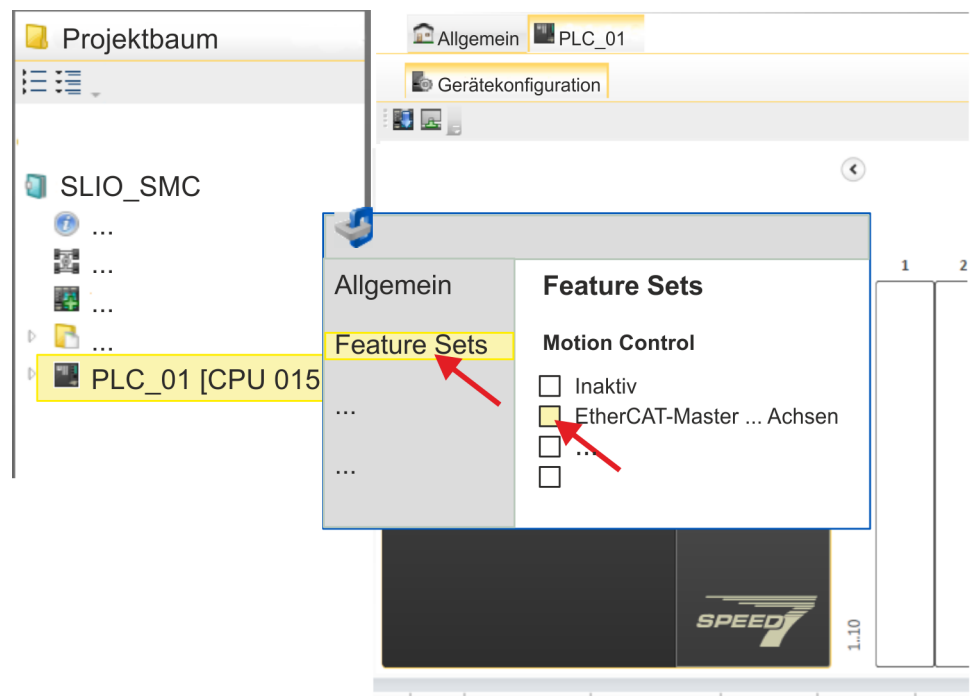 Projektbaum
SLIO_SMC
...
...
...
...
PLC_01 [CPU 015
Allgemein
PLC_01
Gerätekonfiguration
Allgemein
Feature Sets
...
...
Feature Sets
Motion Control
Inaktiv
EtherCAT-Master ... Achsen
...
1
2
SPEED7
1..10